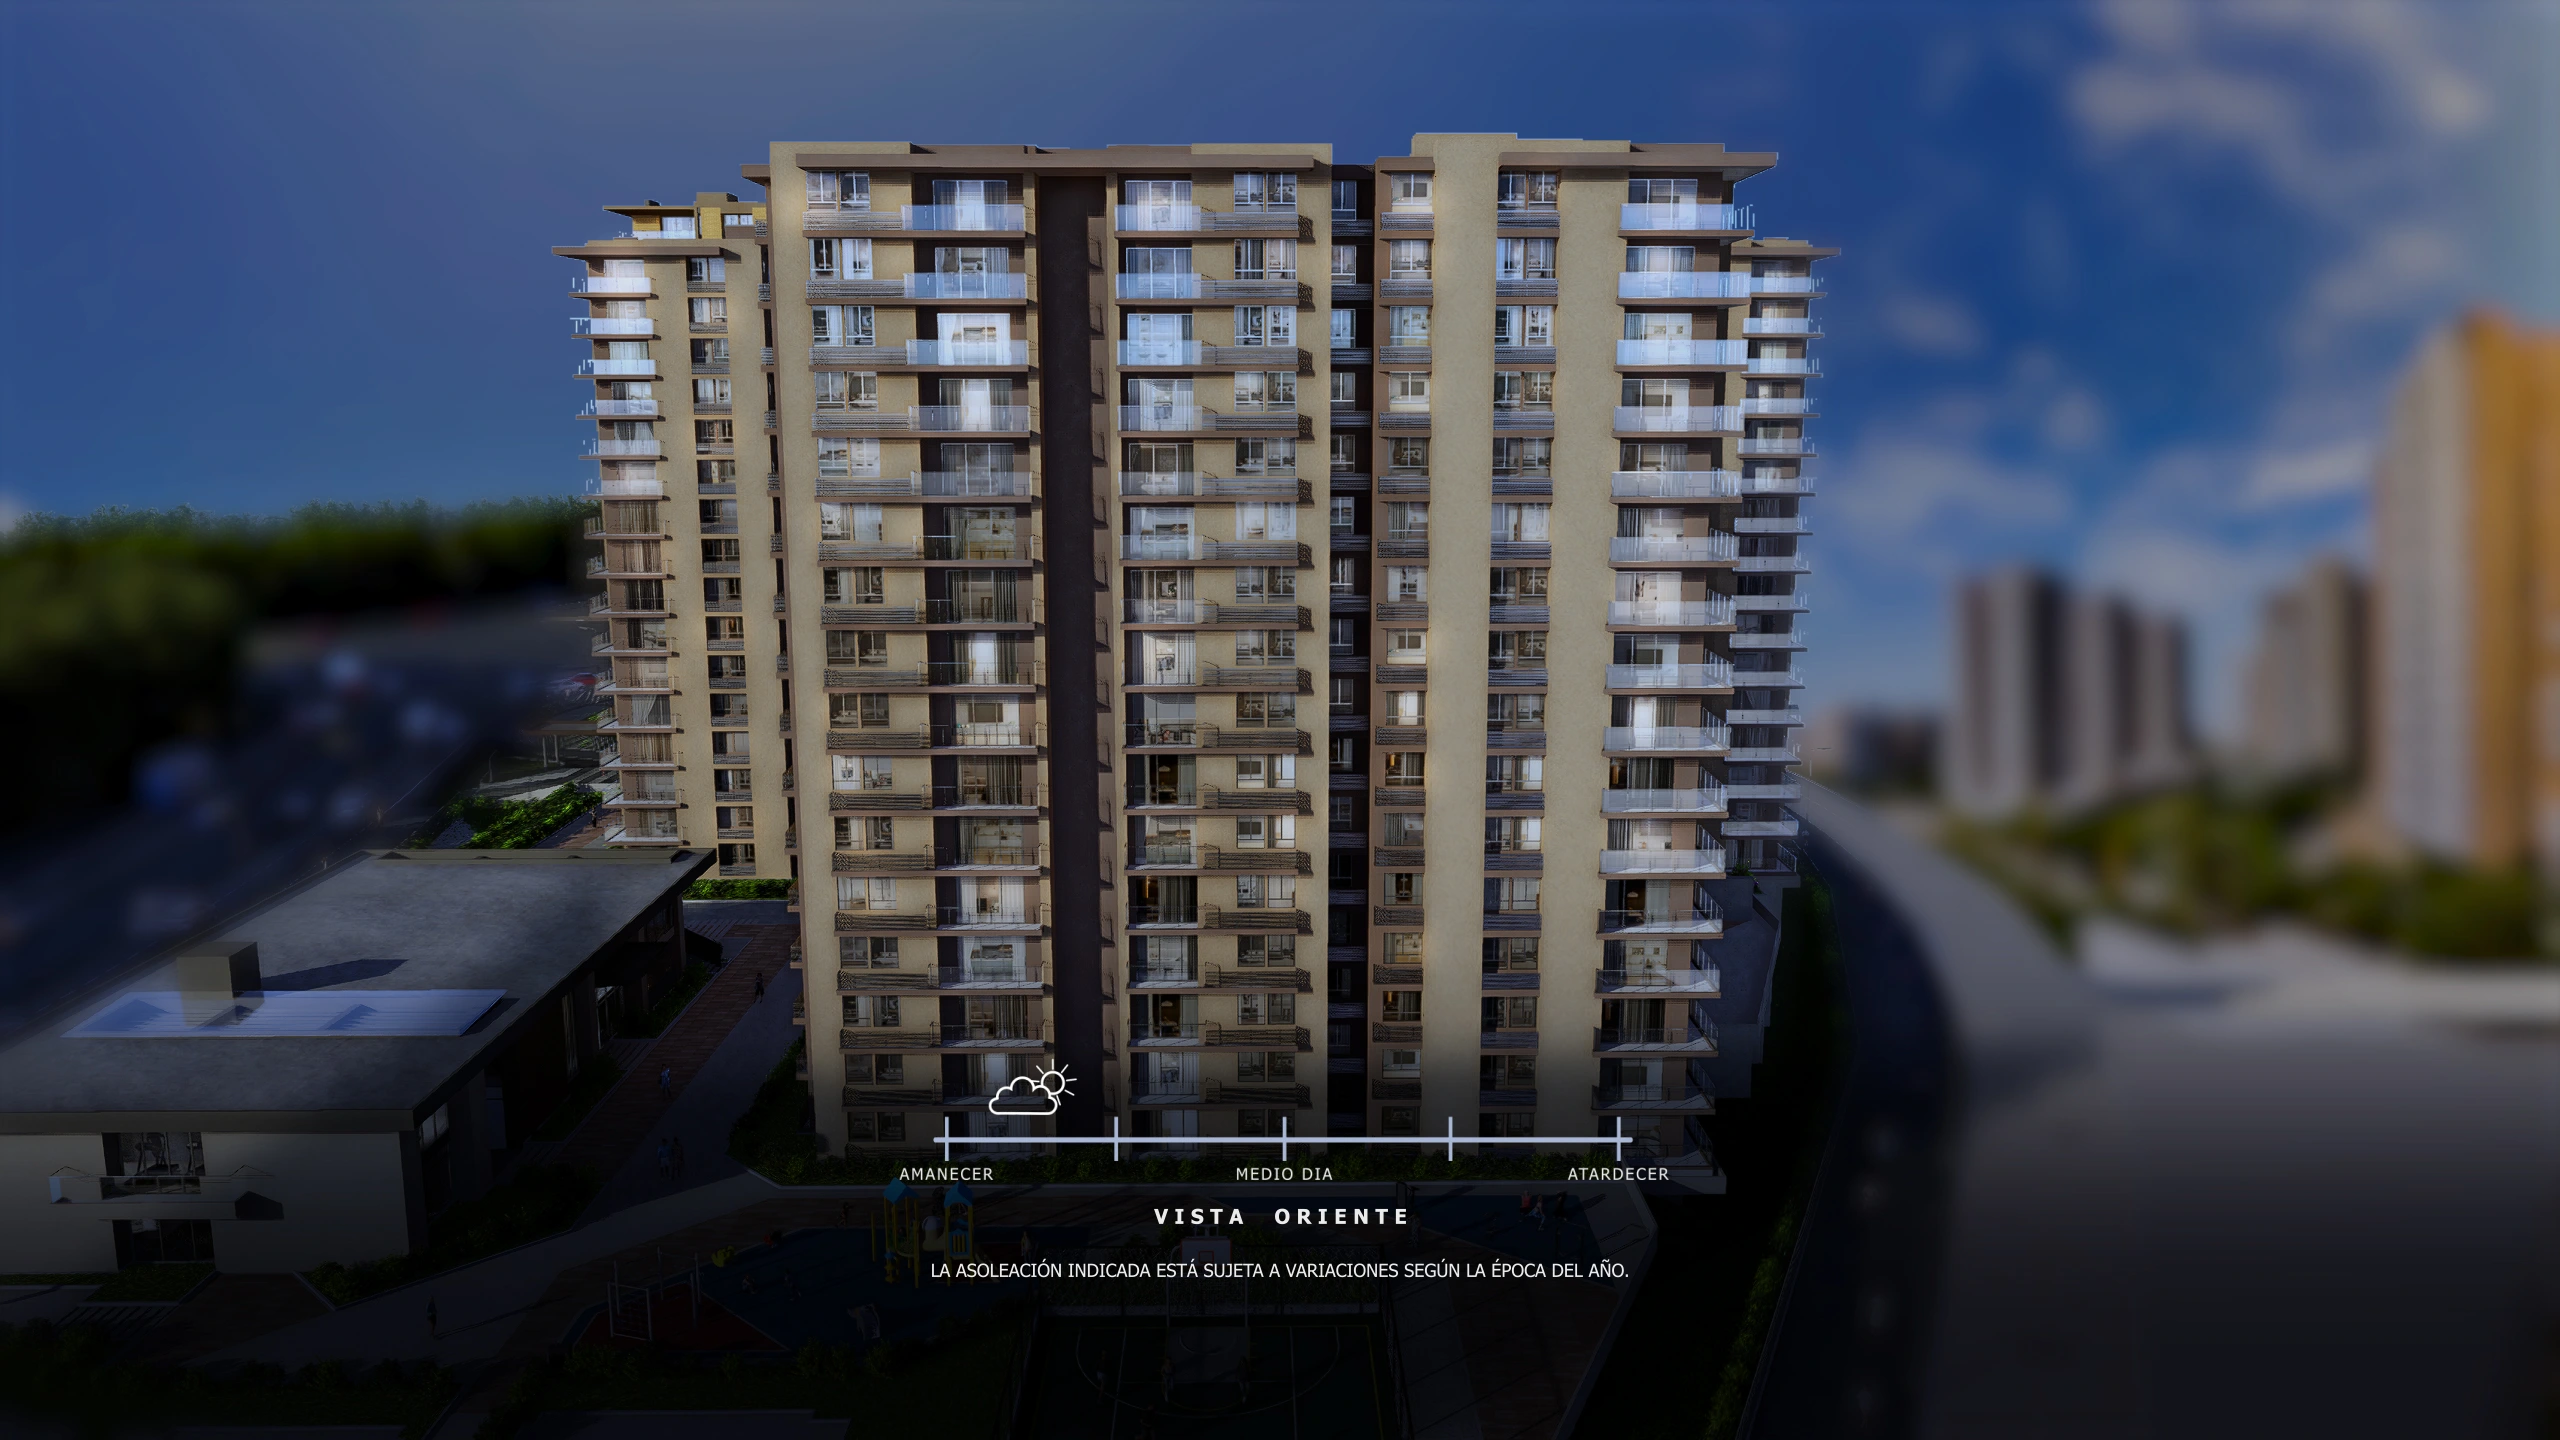 AMANECER MEDIO DIA ATARDECER
VISTA ORIENTE
LA ASOLEACIÓN INDICADA ESTÁ SUJETA A VARIACIONES SEGÚN LA ÉPOCA DEL AÑO.